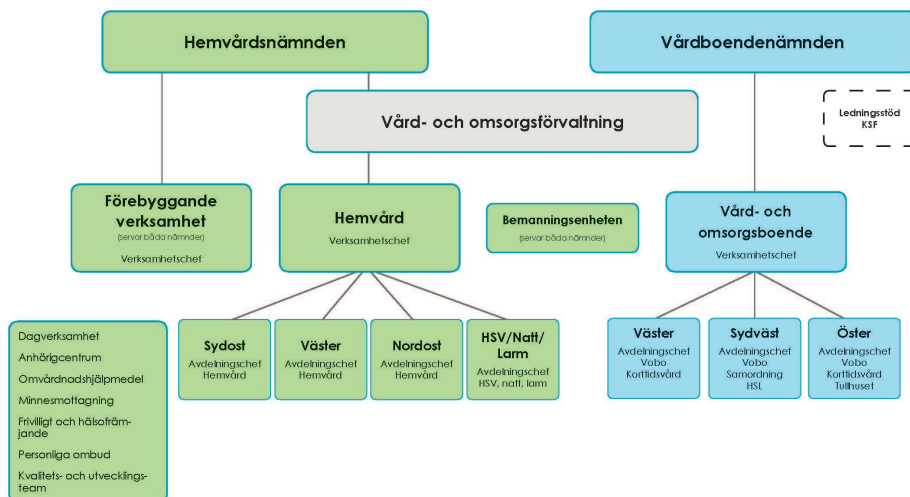 Hemvårdsnämnden
Vårdboendenämnden
Vård- och omsorgsförvaltning
Ledningsstöd
KSF
Förebyggande
verksamhet
(servar båda nämnder)
Verksamhetschef
Hemvård
Verksamhetschef
Bemanningsenheten
(servar båda nämnder)
Vård- och
omsorgsboende
Verksamhetschef
Dagverksamhet
Anhörigcentrum
Omvårdnadshjälpmedel
Minnesmottagning
Frivilligt och hälsofräm-
jande
Personliga ombud
Kvalitets- och utvecklings-
team
Sydost
Avdelningschef
Hemvård
Väster
Avdelningschef
Hemvård
Nordost
Avdelningschef
Hemvård
HSV/Natt/
Larm
Avdelningschef
HSV, natt, larm
Väster
Avdelningschef
Vobo
Korttidsvård
Sydväst
Avdelningschef
Vobo
Samordning
HSL
Öster
Avdelningschef
Vobo
Korttidsvård
Tullhuset